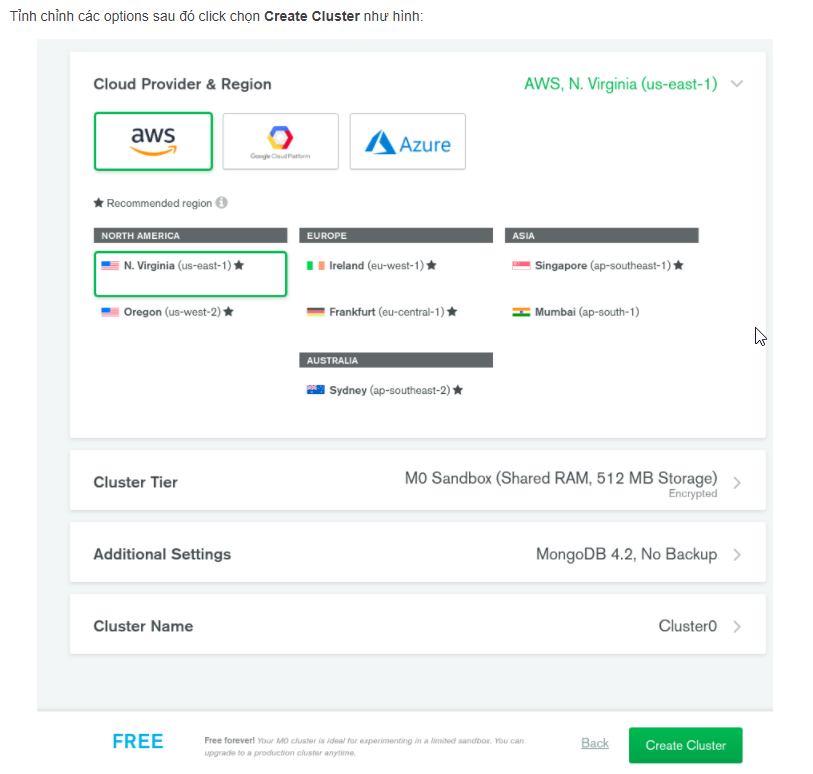 Tỉnh chỉnh các options sau đó click chọn Create Cluster như hình:
Cloud Provider & Region
AWS, N. Virginia (us-east-1)
aws
Google Cloud Platform
Azure
★ Recommended region
NORTH AMERICA
EUROPE
ASIA
N. Virginia (us-east-1) ★
Ireland (eu-west-1) ★
Singapore (ap-southeast-1) ★
Oregon (us-west-2) ★
Frankfurt (eu-central-1) ★
Mumbai (ap-south-1)
AUSTRALIA
Sydney (ap-southeast-2) ★
Cluster Tier
M0 Sandbox (Shared RAM, 512 MB Storage)
Encrypted
Additional Settings
MongoDB 4.2, No Backup
Cluster Name
Cluster0
FREE
Free forever! Your M0 cluster is ideal for experimenting in a limited sandbox. You can
upgrade to a production cluster anytime.
Back
Create Cluster